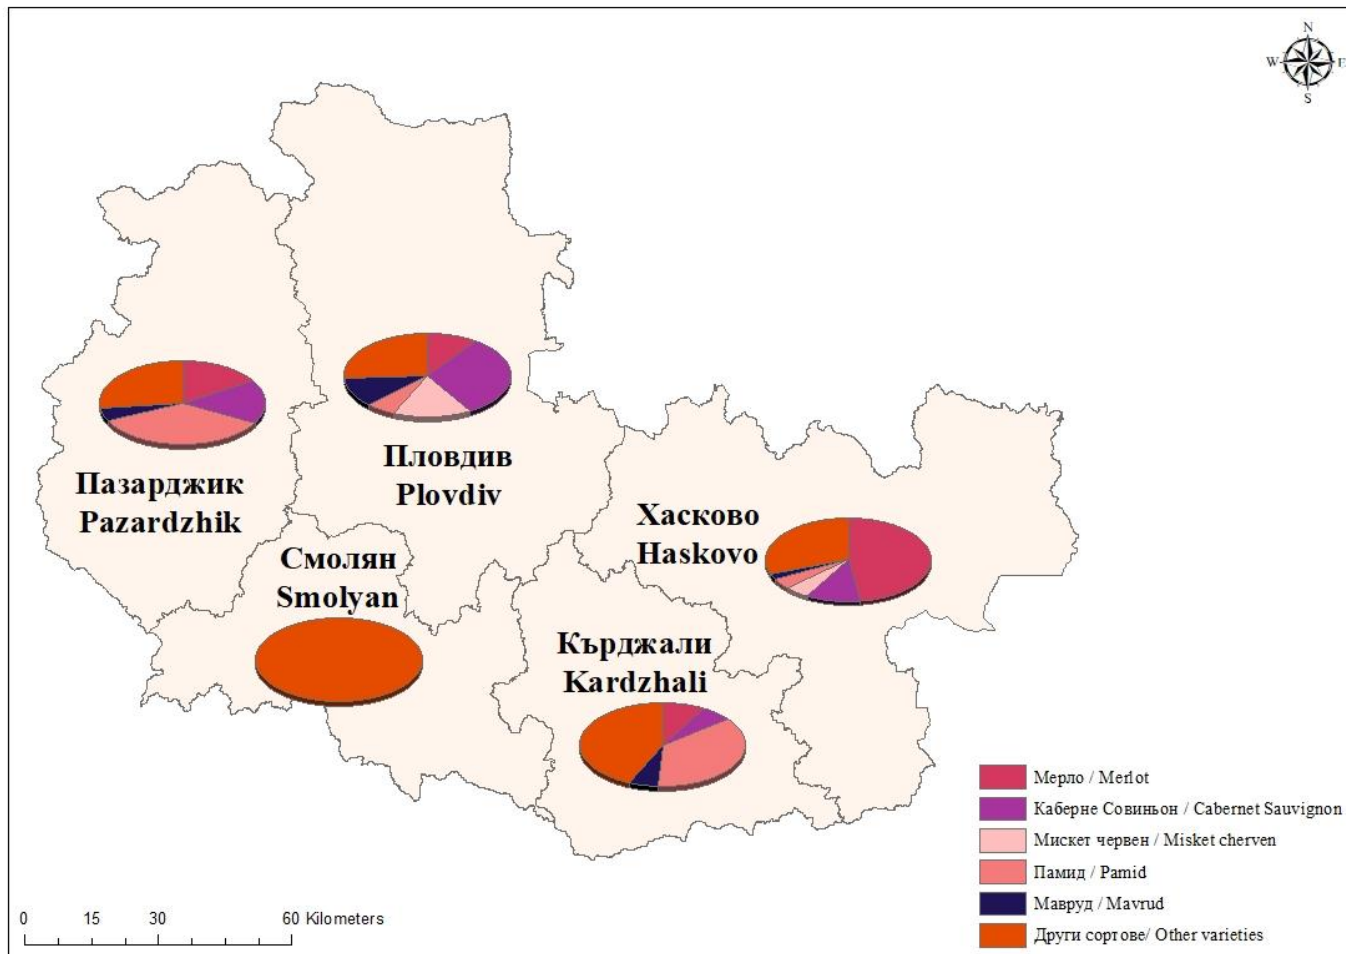 N
W E
S
Пловдив
Plovdiv
Пазарджик
Pazardzhik
Хасково
Haskovo
Смолян
Smolyan
Кърджали
Kardzhali
Мерло / Merlot
Каберне Совиньон / Cabernet Sauvignon
Мискет червен / Misket cherven
Памид / Pamid
Мавруд / Mavrud
Други сортове/ Other varieties
0 15 30 60 Kilometers